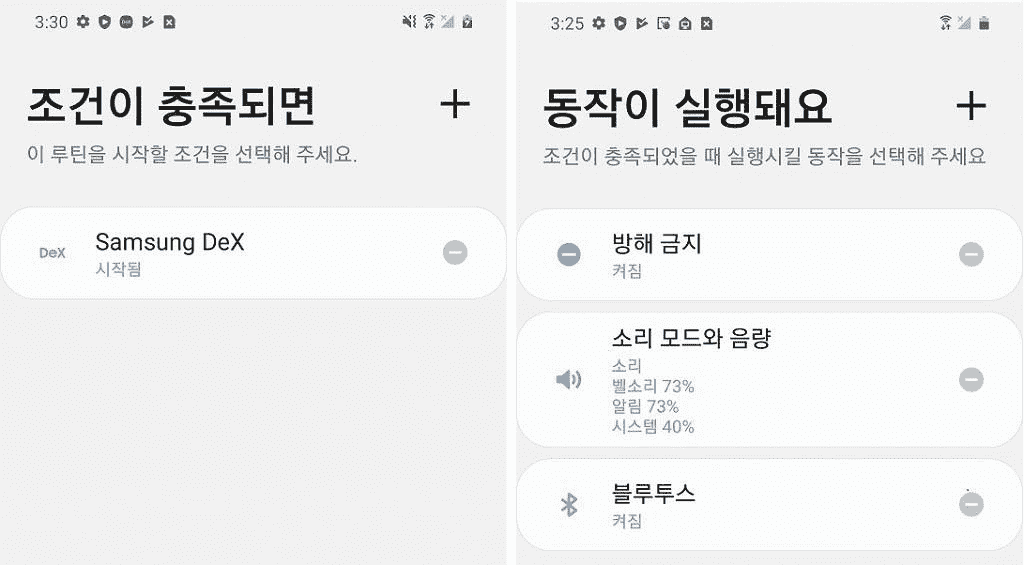 3:30
조건이 충족되면
이 루틴을 시작할 조건을 선택해 주세요.
DeX
Samsung DeX
시작됨
3:25
동작이 실행돼요
조건이 충족되었을 때 실행시킬 동작을 선택해 주세요
방해 금지
켜짐
소리 모드와 음량
소리
벨소리 73%
알림 73%
시스템 40%
블루투스
켜짐